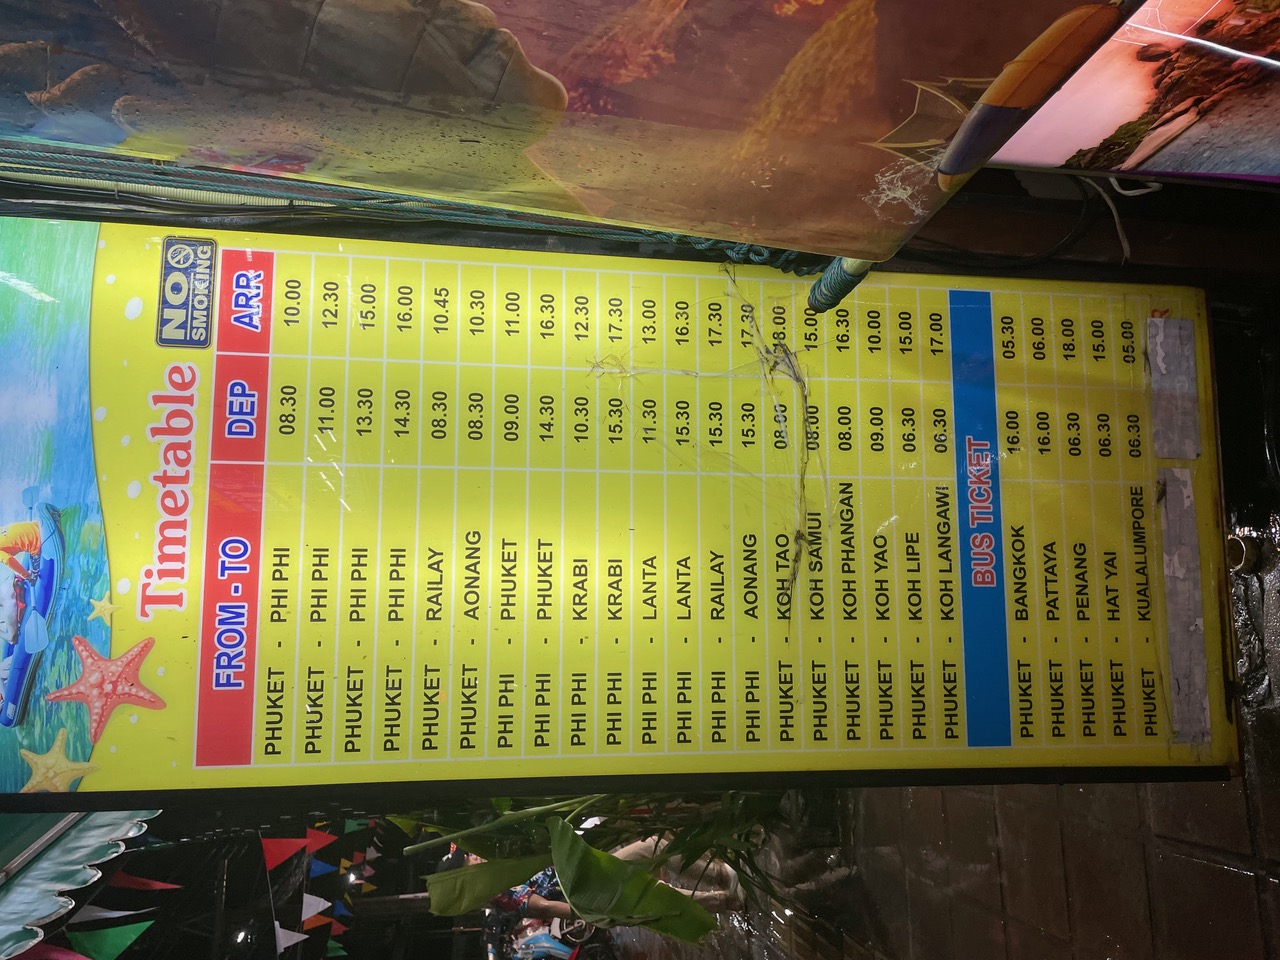 NO
SMOKING
Timetable
FROM - TO DEP ARR
PHUKET - PHI PHI 08.30 10.00
PHUKET - PHI PHI 11.00 12.30
PHUKET - PHI PHI 13.30 15.00
PHUKET - PHI PHI 14.30 16.00
PHUKET - RAILAY 08.30 10.45
PHUKET - AONANG 08.30 10.30
PHI PHI - PHUKET 09.00 11.00
PHI PHI - PHUKET 14.30 16.30
PHI PHI - KRABI 10.30 12.30
PHI PHI - KRABI 15.30 17.30
PHI PHI - LANTA 11.30 13.00
PHI PHI - LANTA 15.30 16.30
PHI PHI - RAILAY 15.30 17.30
PHI PHI - AONANG 15.30 17.30
PHUKET - KOH TAO 08.00 18.00
PHUKET - KOH SAMUI 08.00 15.00
PHUKET - KOH PHANGAN 08.00 16.30
PHUKET - KOH YAO 09.00 10.00
PHUKET - KOH LIPE 06.30 15.00
PHUKET - KOH LANGAWI 06.30 17.00
BUS TICKET
PHUKET - BANGKOK 16.00 05.30
PHUKET - PATTAYA 16.00 06.00
PHUKET - PENANG 06.30 18.00
PHUKET - HAT YAI 06.30 15.00
PHUKET - KUALALUMPORE 06.30 05.00